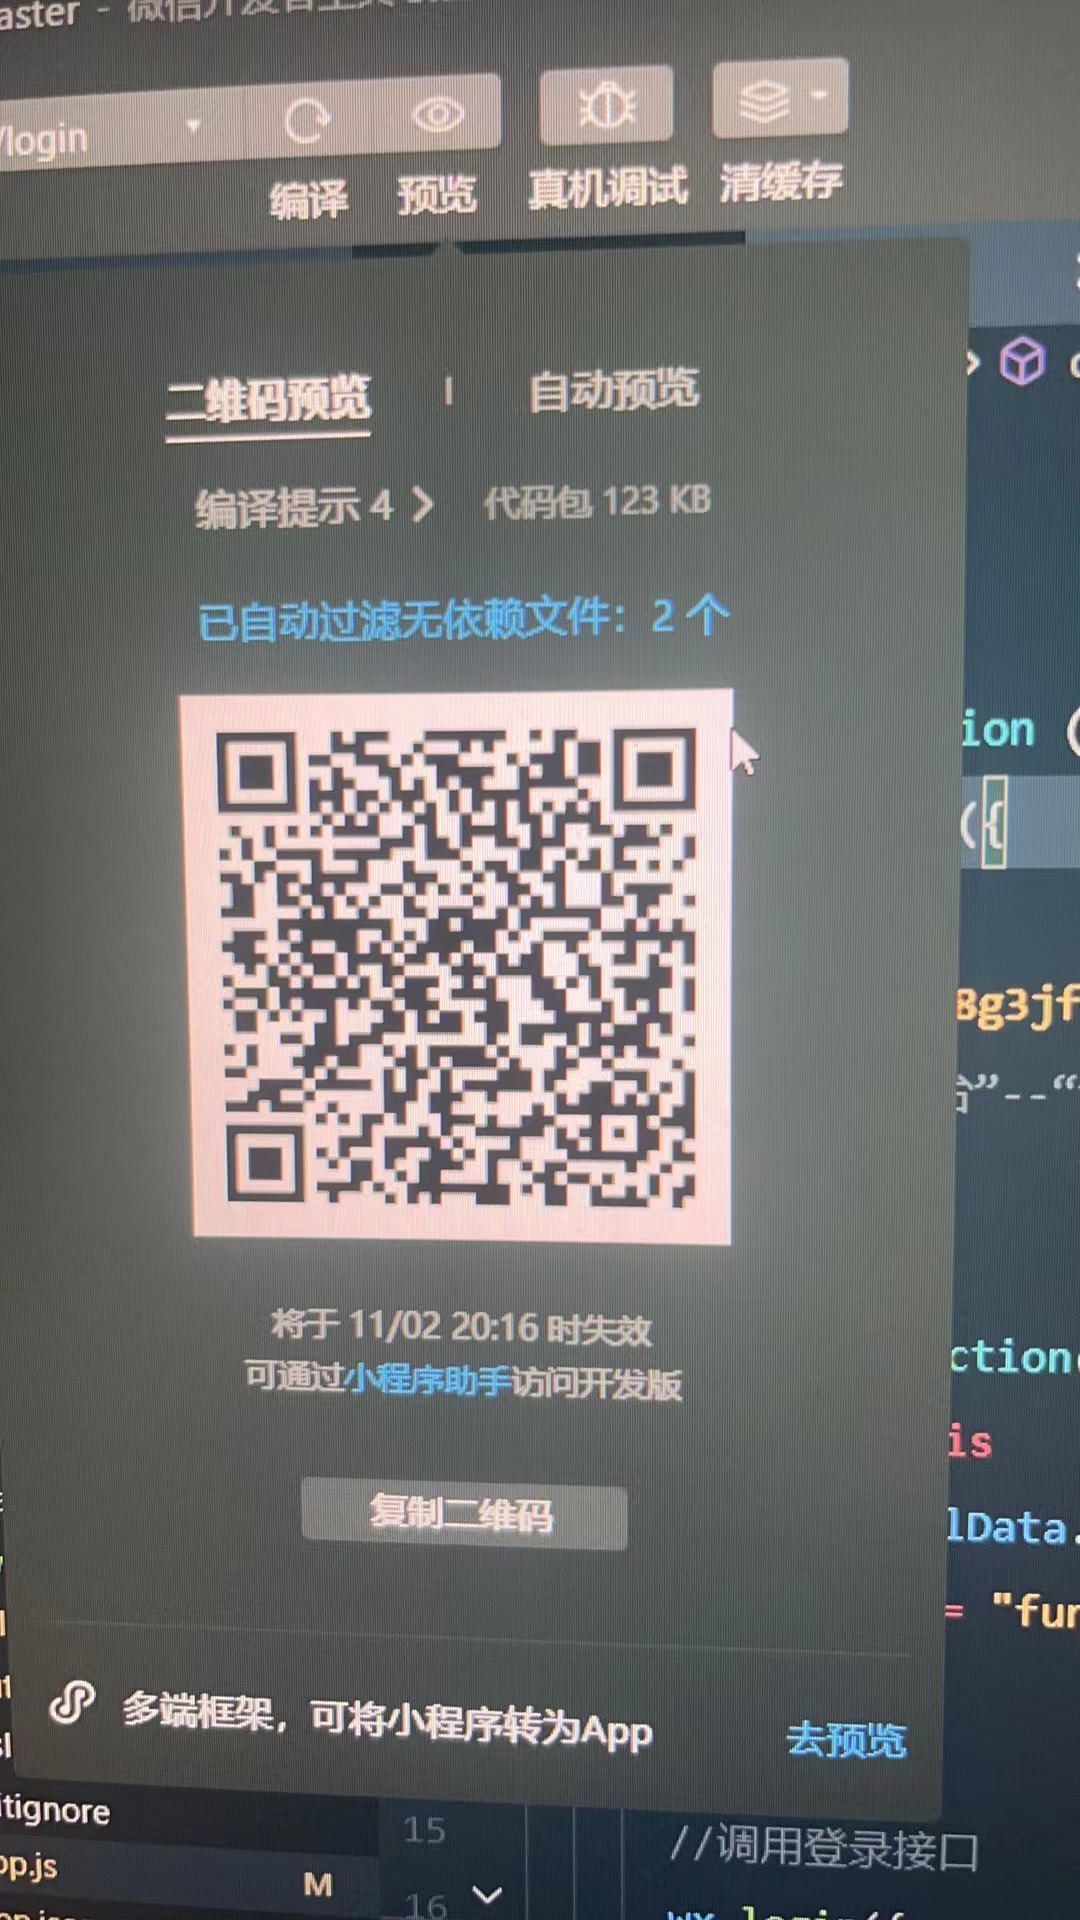 aster - 微信开发者工具
/login
编译 预览 真机调试 清缓存
二维码预览 | 自动预览
编译提示 4 > 代码包 123 KB
已自动过滤无依赖文件：2 个
ion (
({
8g3jf
”--“
将于 11/02 20:16 时失效
可通过小程序助手访问开发版
ction
is
复制二维码
lData.
= "fun
多端框架，可将小程序转为App 去预览
itignore
15
//调用登录接口
pp.js M
16
wx.login({